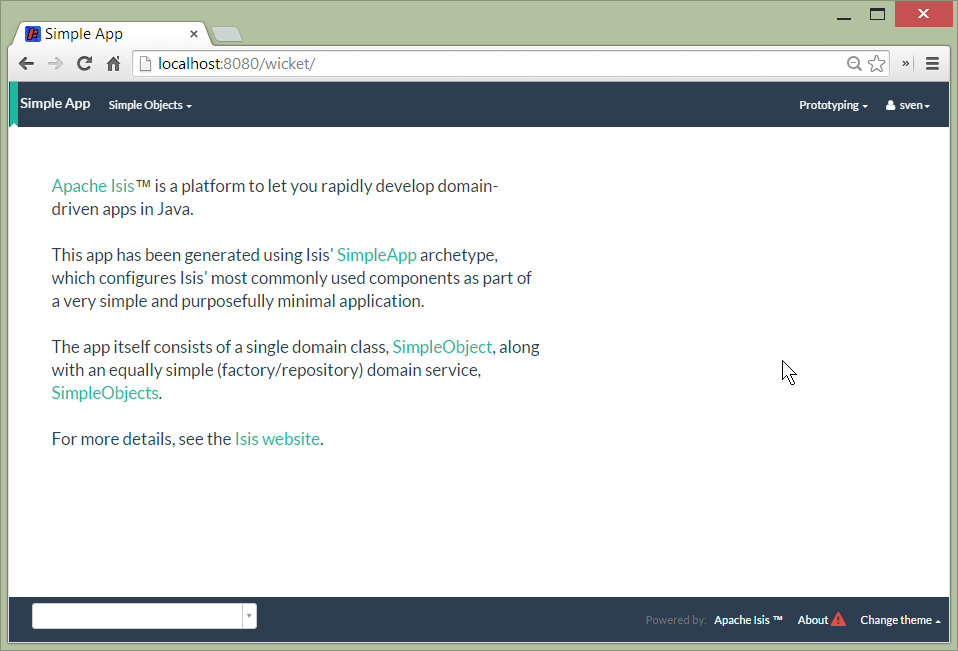 Simple App
localhost:8080/wicket/
Simple App Simple Objects Prototyping sven
Apache Isis™ is a platform to let you rapidly develop domain-
driven apps in Java.
This app has been generated using Isis' SimpleApp archetype,
which configures Isis' most commonly used components as part of
a very simple and purposefully minimal application.
The app itself consists of a single domain class, SimpleObject, along
with an equally simple (factory/repository) domain service,
SimpleObjects.
For more details, see the Isis website.
Powered by: Apache Isis ™ About Change theme